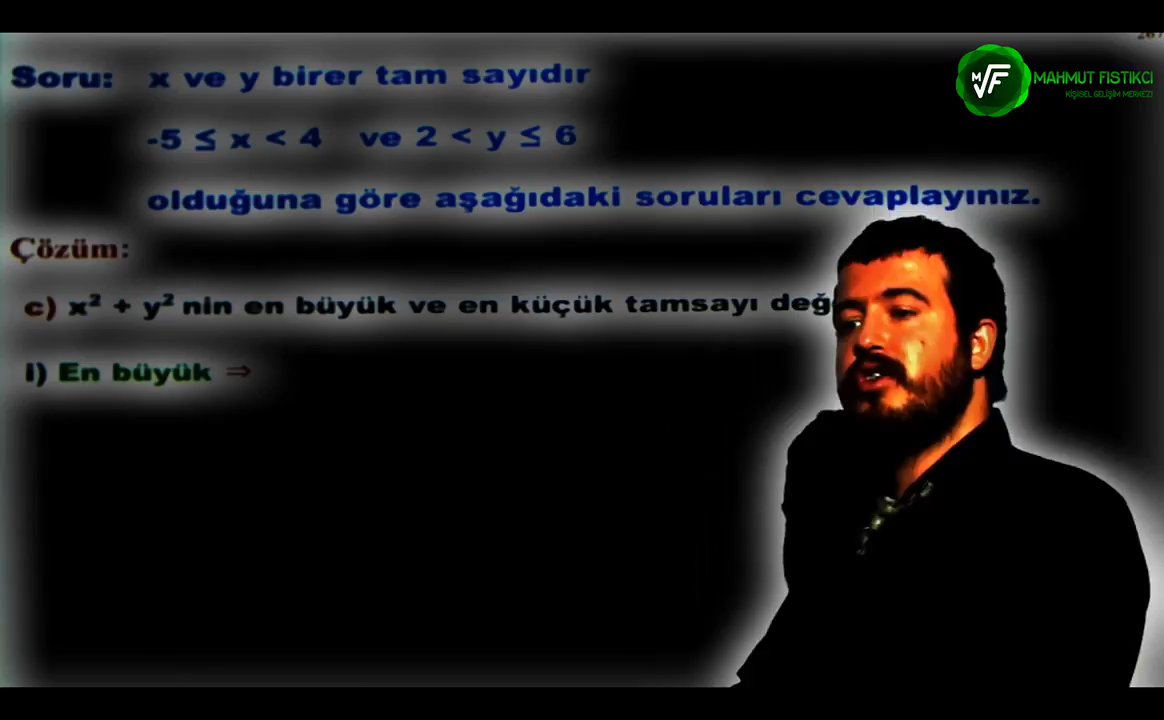 Soru: x ve y birer tam sayıdır
-5 ≤ x < 4 ve 2 < y ≤ 6
olduğuna göre aşağıdaki soruları cevaplayınız.
Çözüm:
c) x² + y² nin en büyük ve en küçük tamsayı değ
i) En büyük ⇒
MVF
MAHMUT FISTIKCI
KİŞİSEL GELİŞİM MERKEZİ